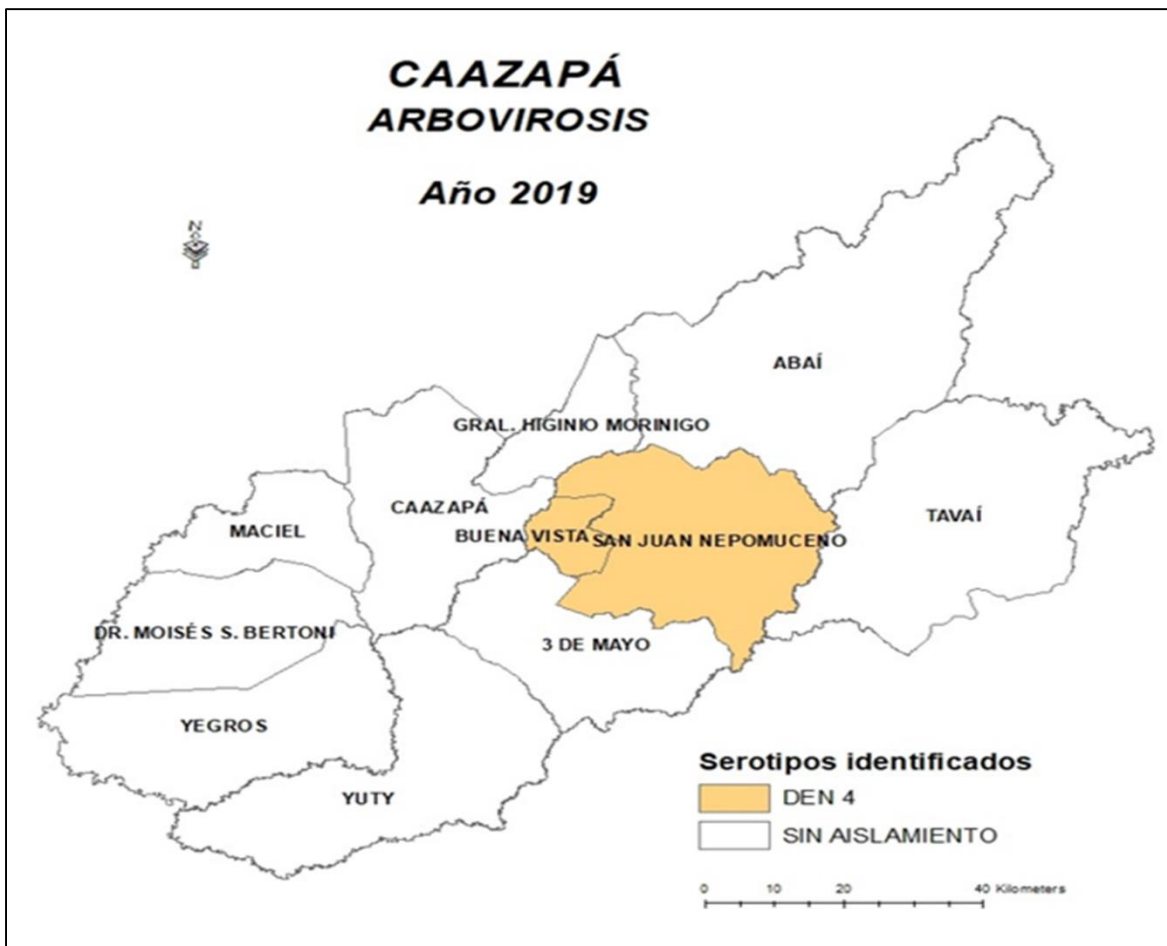 CAAZAPÁ
ARBOVIROSIS
Año 2019
N
ABAÍ
GRAL. HIGINIO MORINIGO
CAAZAPÁ
TAVAÍ
MACIEL
BUENA VISTA
SAN JUAN NEPOMUCENO
DR. MOISÉS S. BERTONI
3 DE MAYO
YEGROS
YUTY
Serotipos identificados
DEN 4
SIN AISLAMIENTO
0 10 20 40 Kilometers